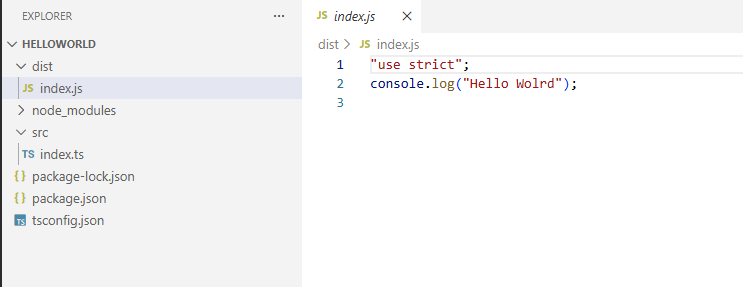 EXPLORER
HELLOWORLD
dist
JS index.js
node_modules
src
TS index.ts
{ } package-lock.json
{ } package.json
TS tsconfig.json
JS index.js
dist > JS index.js
1 "use strict";
2 console.log("Hello Wolrd");
3